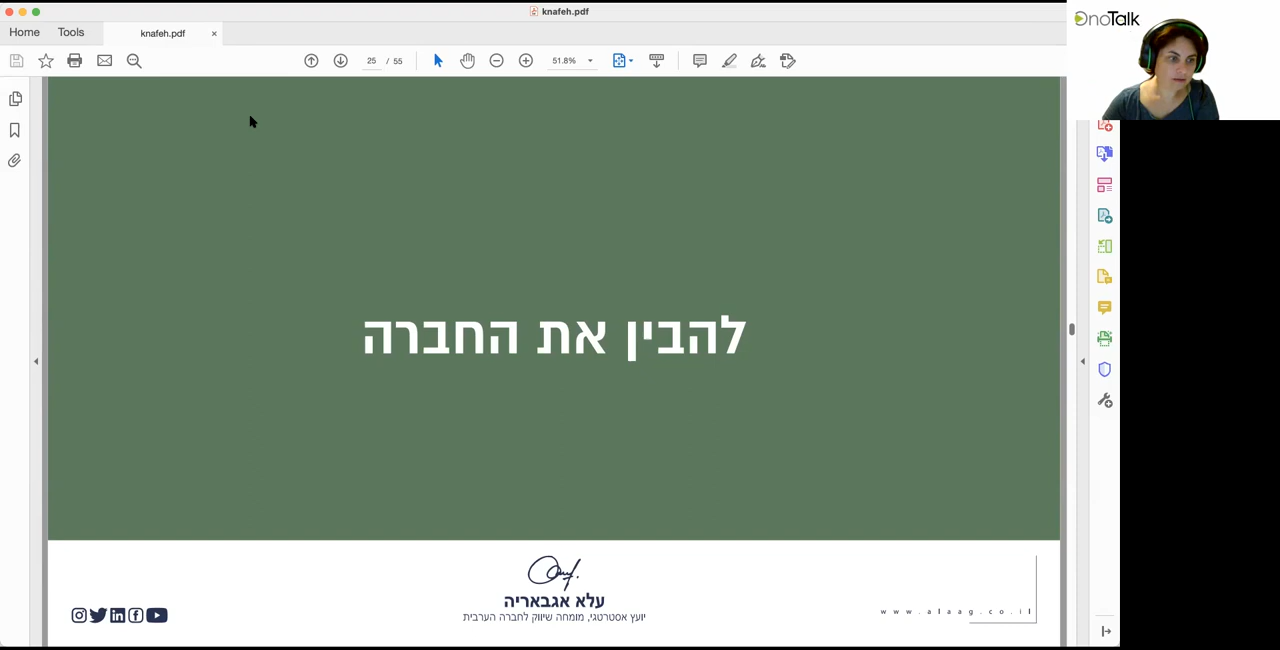 knafeh.pdf
Home
Tools
knafeh.pdf
25 / 55
51.8%
OnoTalk
להבין את החברה
עלא אגבאריה
יועץ אסטרטגי, מומחה שיווק לחברה הערבית
www.alaag.co.il